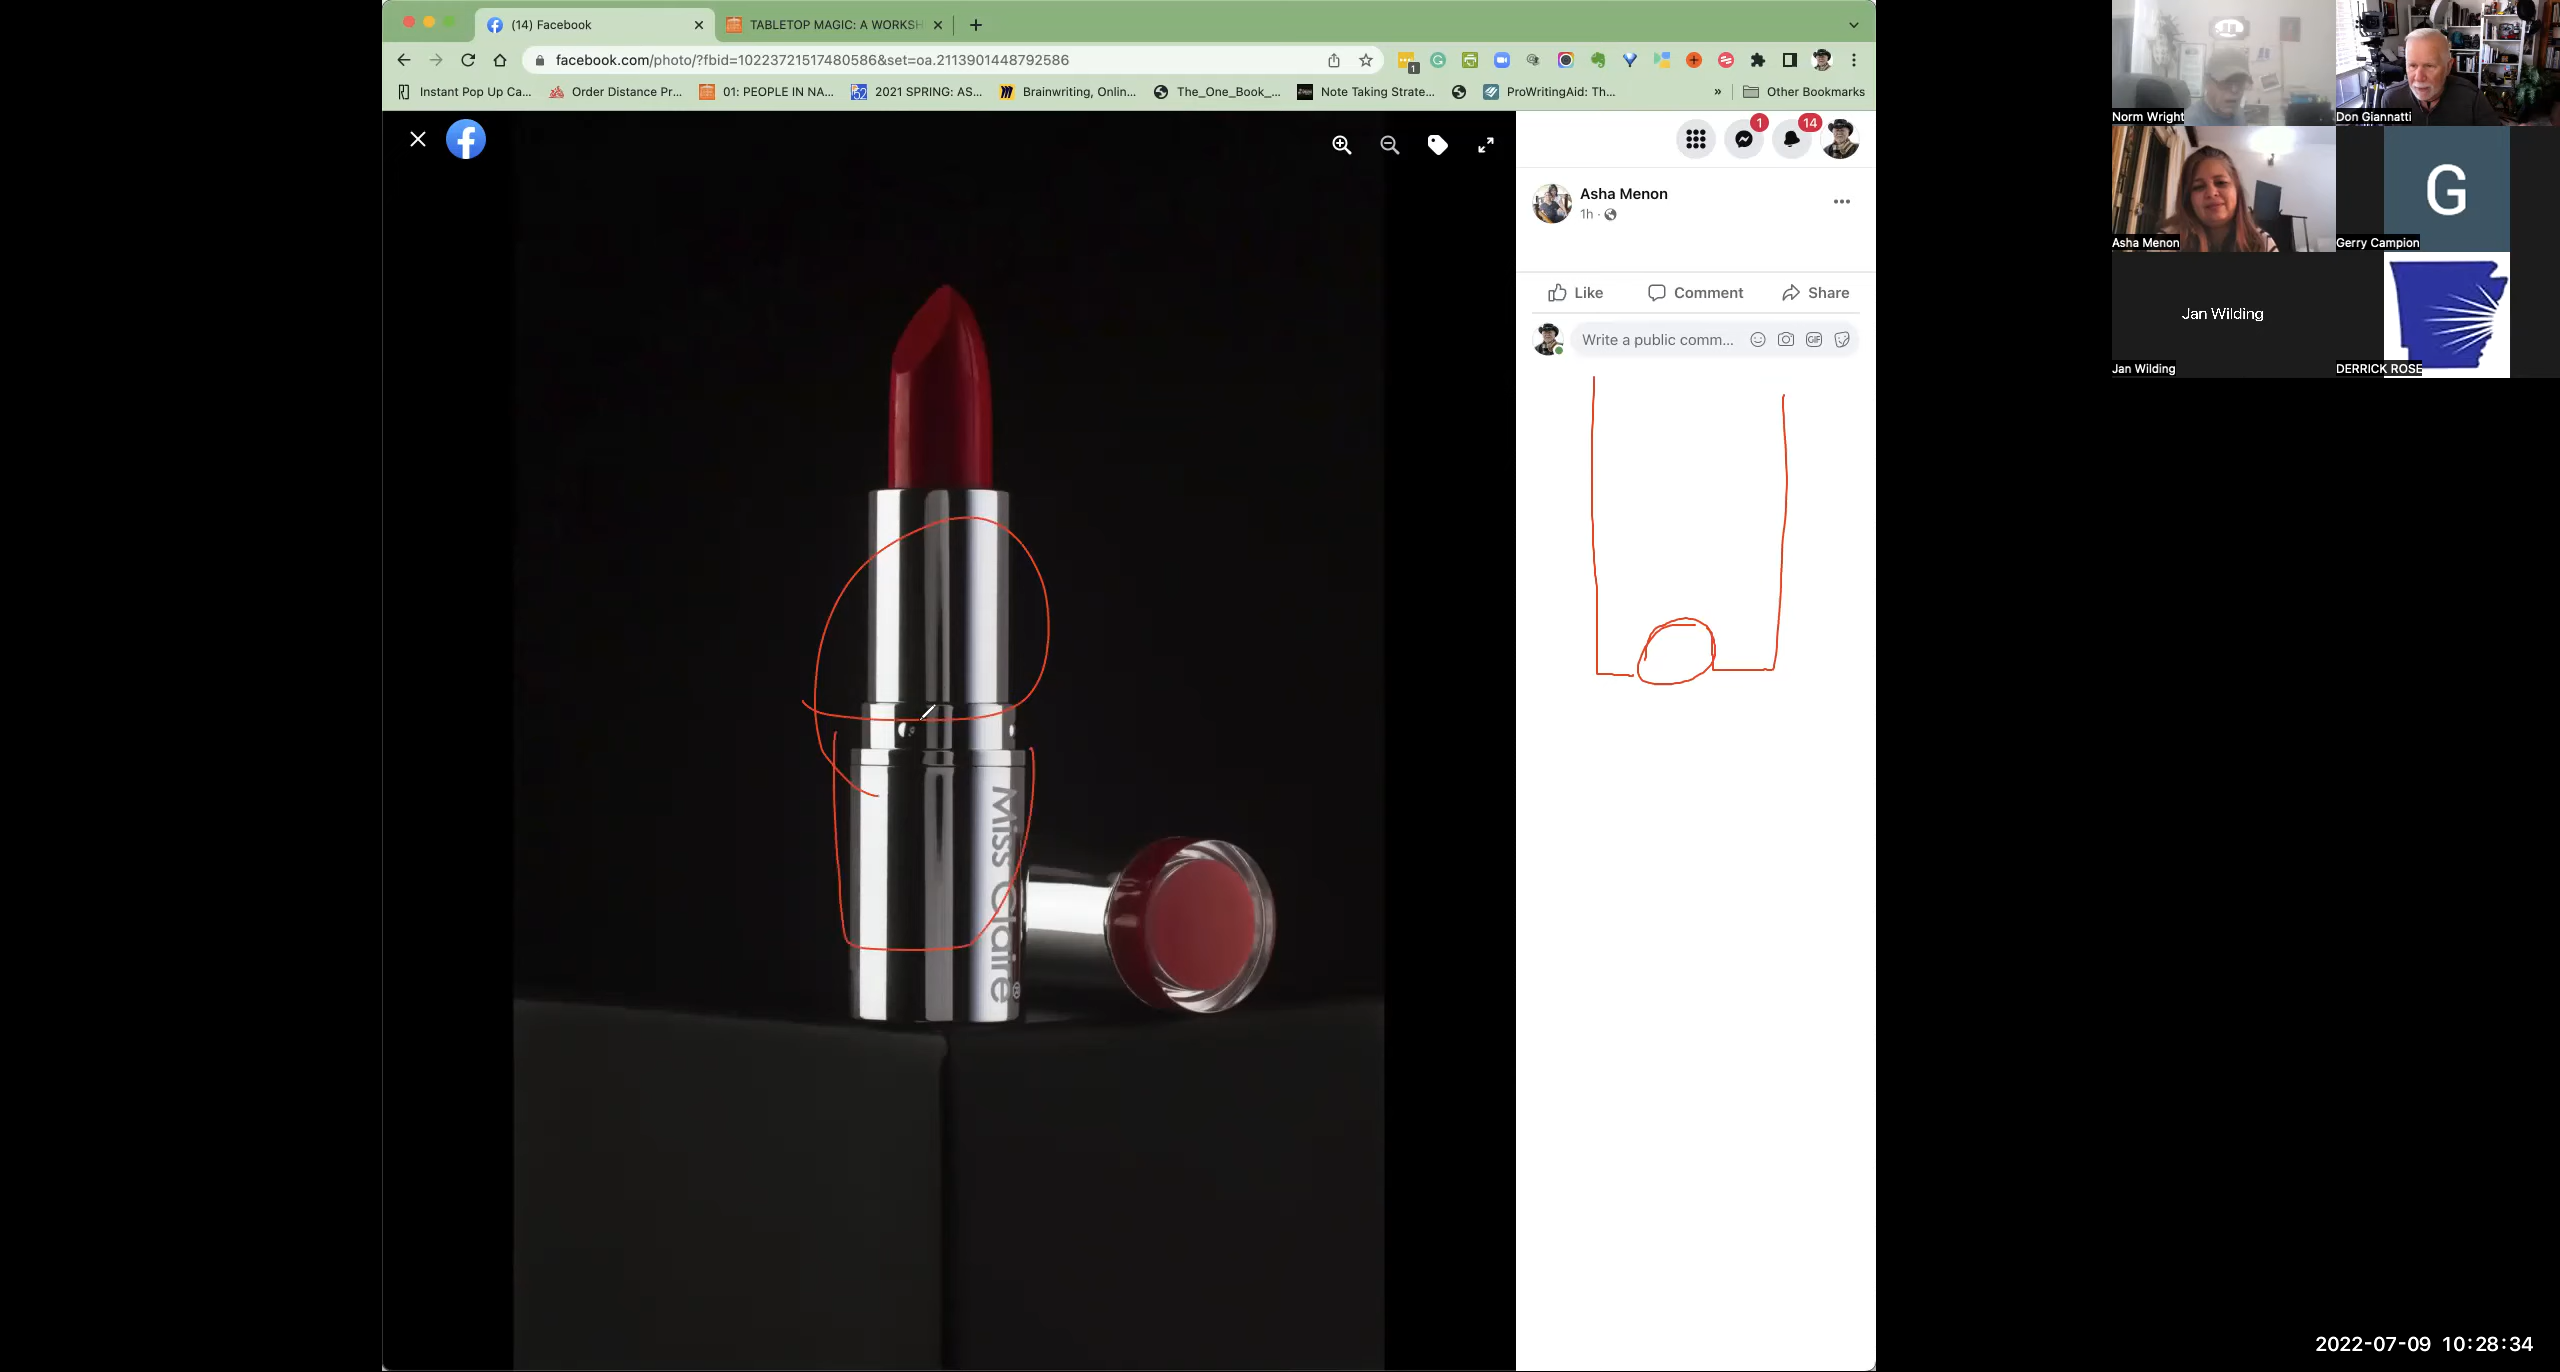 (14) Facebook
TABLETOP MAGIC: A WORKSH
facebook.com/photo/?fbid=10223721517480586&set=oa.2113901448792586
1
Instant Pop Up Ca...
Order Distance Pr...
01: PEOPLE IN NA...
52
2021 SPRING: AS...
Brainwriting, Onlin...
The_One_Book_...
Note Taking Strate...
ProWritingAid: Th...
»
Other Bookmarks
1
14
Asha Menon
1h ·
Like
Comment
Share
Write a public comm...
GIF
Miss Claire®
Norm Wright
Don Giannatti
Asha Menon
G
Gerry Campion
Jan Wilding
Jan Wilding
DERRICK ROSE
2022-07-09 10:28:34